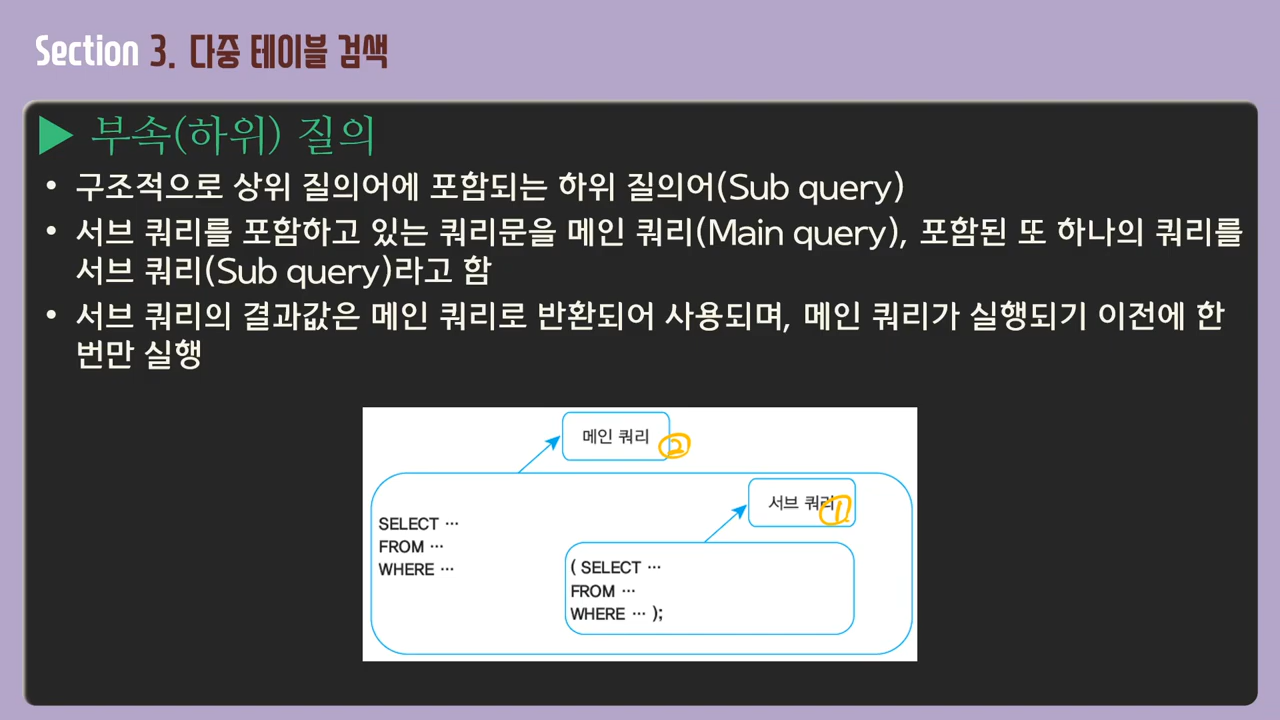 Section 3. 다중 테이블 검색
▶ 부속(하위) 질의
• 구조적으로 상위 질의어에 포함되는 하위 질의어(Sub query)
• 서브 쿼리를 포함하고 있는 쿼리문을 메인 쿼리(Main query), 포함된 또 하나의 쿼리를
서브 쿼리(Sub query)라고 함
• 서브 쿼리의 결과값은 메인 쿼리로 반환되어 사용되며, 메인 쿼리가 실행되기 이전에 한
번만 실행
메인 쿼리 ②
서브 쿼리 ①
SELECT …
FROM …
WHERE …
( SELECT …
FROM …
WHERE … );